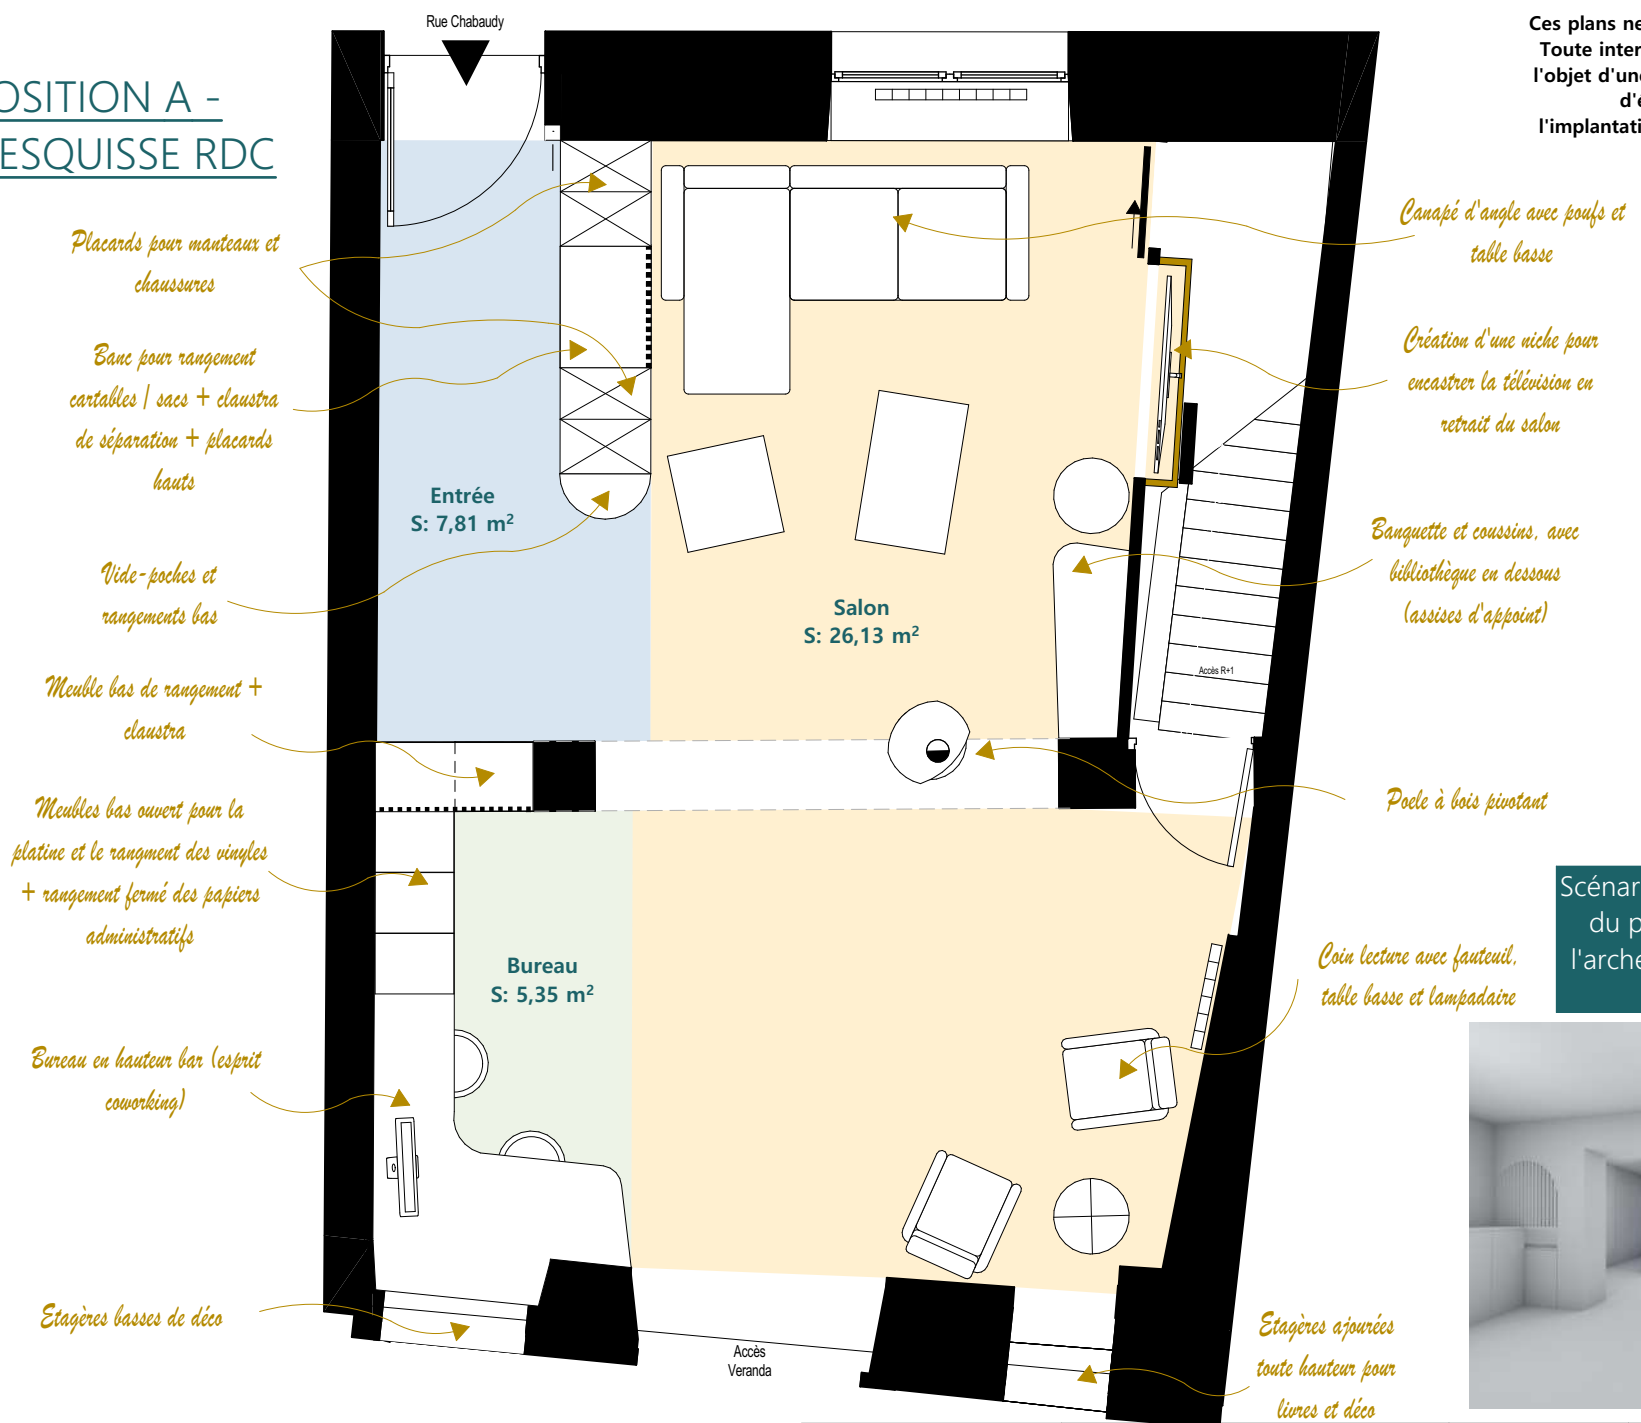 Rue Chabaudy
OSITION A -
ESQUISSE RDC
Ces plans ne
Toute inter
l'objet d'un
d'é
l'implantati
Placards pour manteaux et
chaussures
Banc pour rangement
cartables / sacs + claustra
de séparation + placards
hauts
Vide-poches et
rangements bas
Meuble bas de rangement +
claustra
Meubles bas ouvert pour la
platine et le rangment des vinyles
+ rangement fermé des papiers
administratifs
Bureau en hauteur bar (esprit
coworking)
Etagères basses de déco
Entrée
S: 7,81 m²
Salon
S: 26,13 m²
Bureau
S: 5,35 m²
Accès R+1
Accès
Veranda
Canapé d'angle avec poufs et
table basse
Création d'une niche pour
encastrer la télévision en
retrait du salon
Banquette et coussins, avec
bibliothèque en dessous
(assises d'appoint)
Poele à bois pivotant
Coin lecture avec fauteuil,
table basse et lampadaire
Etagères ajourées
toute hauteur pour
livres et déco
Scénar
du p
l'arche